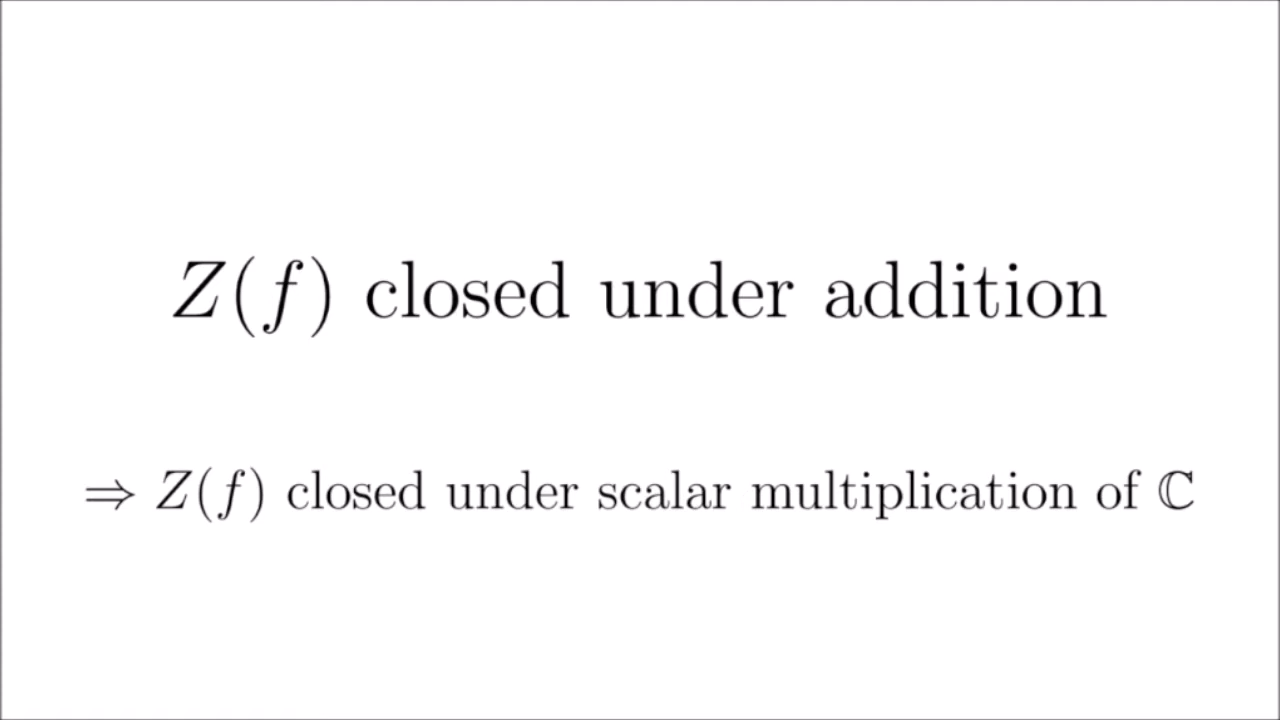 Z(f) closed under addition
⇒ Z(f) closed under scalar multiplication of ℂ